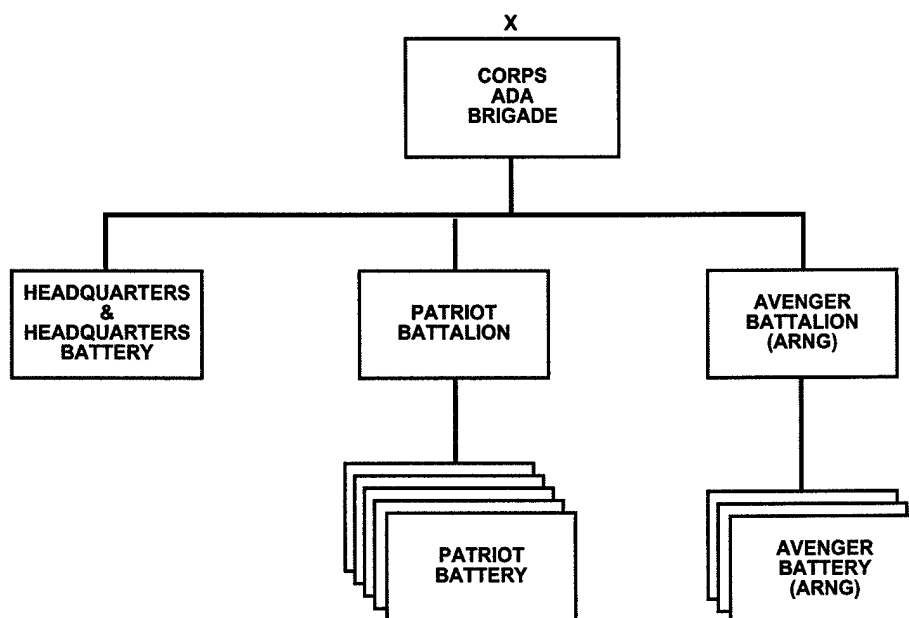 X
CORPS
ADA
BRIGADE
HEADQUARTERS
&
HEADQUARTERS
BATTERY
PATRIOT
BATTALION
AVENGER
BATTALION
(ARNG)
PATRIOT
BATTERY
AVENGER
BATTERY
(ARNG)